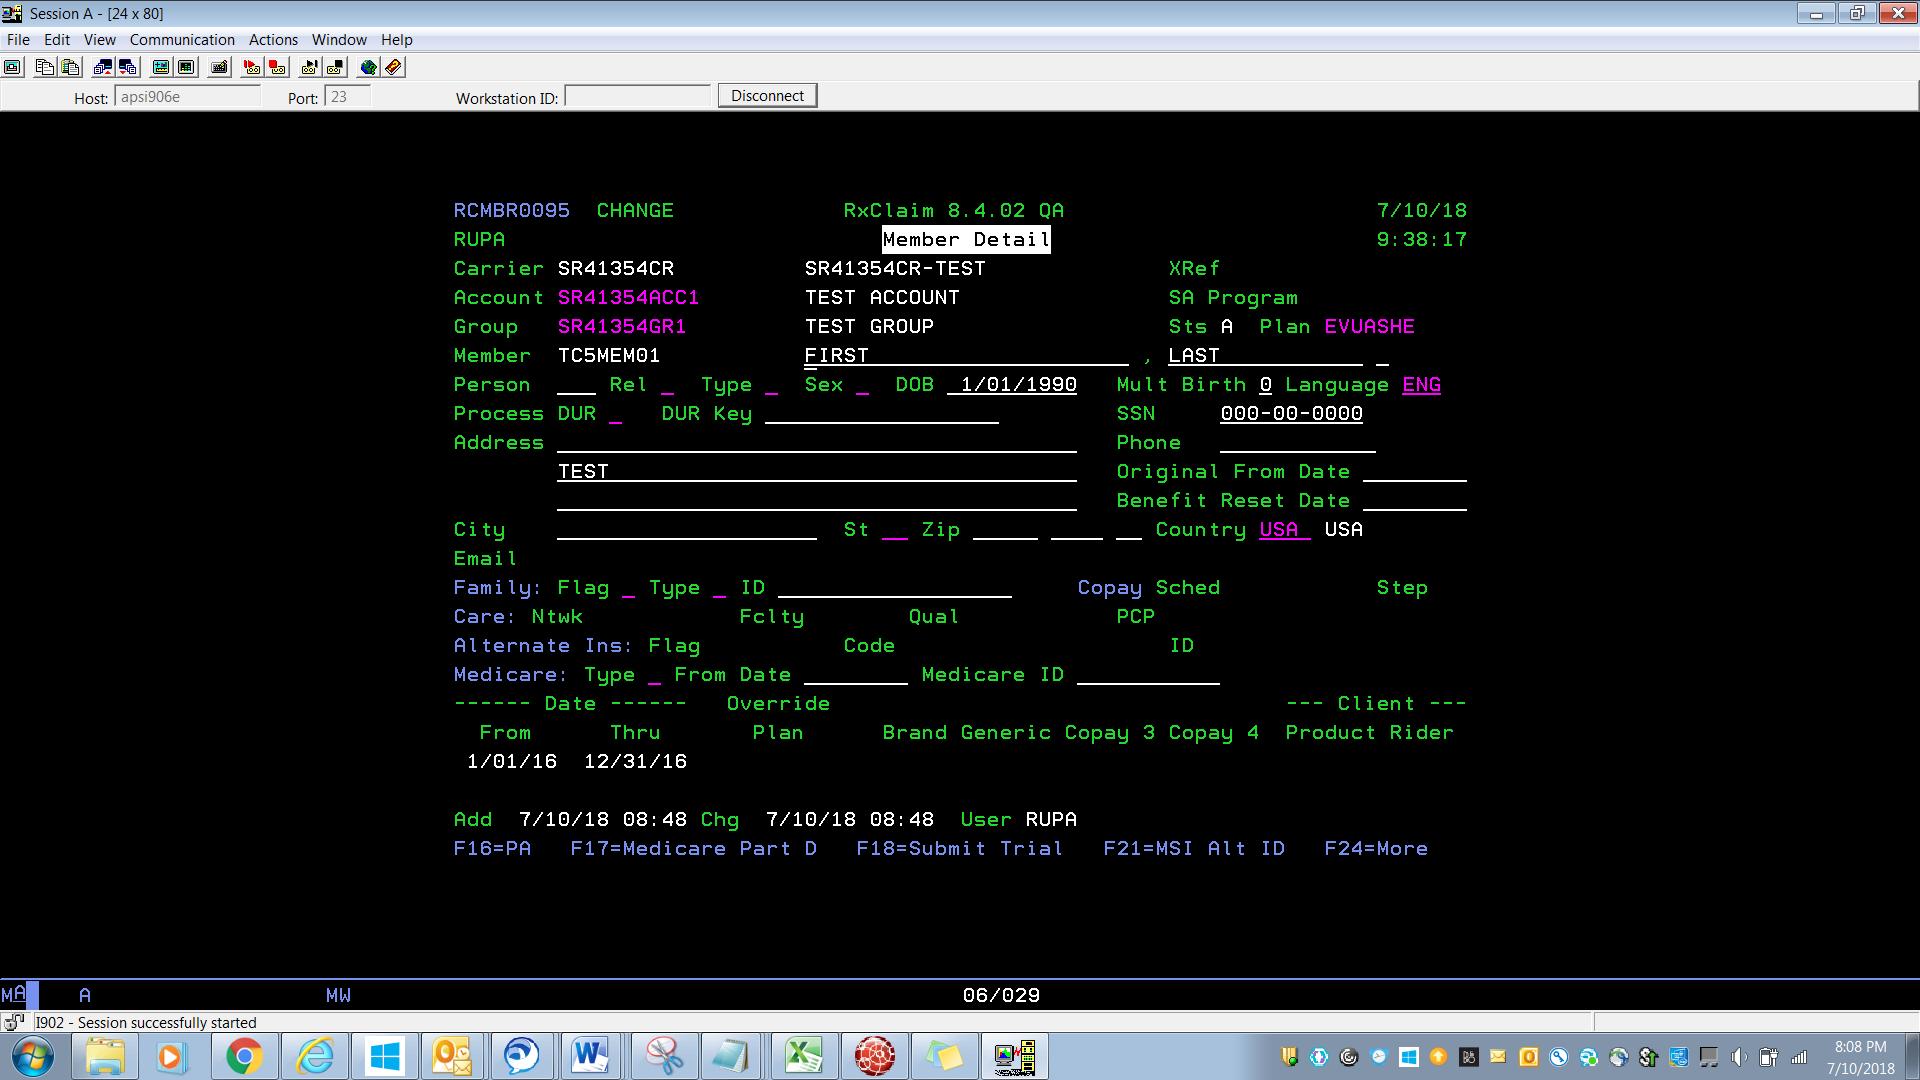 Session A - [24 x 80]
File Edit View Communication Actions Window Help
Host: apsi906e Port: 23 Workstation ID: Disconnect
RCMBR0095 CHANGE RxClaim 8.4.02 QA 7/10/18
RUPA Member Detail 9:38:17
Carrier SR41354CR SR41354CR-TEST XRef
Account SR41354ACC1 TEST ACCOUNT SA Program
Group SR41354GR1 TEST GROUP Sts A Plan EVUASHE
Member TC5MEM01 FIRST , LAST
Person Rel Type Sex DOB 1/01/1990 Mult Birth 0 Language ENG
Process DUR DUR Key SSN 000-00-0000
Address Phone
TEST Original From Date
Benefit Reset Date
City St Zip Country USA USA
Email
Family: Flag Type ID Copay Sched Step
Care: Ntwk Fclty Qual PCP
Alternate Ins: Flag Code ID
Medicare: Type From Date Medicare ID
------ Date ------ Override --- Client ---
From Thru Plan Brand Generic Copay 3 Copay 4 Product Rider
1/01/16 12/31/16
Add 7/10/18 08:48 Chg 7/10/18 08:48 User RUPA
F16=PA F17=Medicare Part D F18=Submit Trial F21=MSI Alt ID F24=More
MA A MW 06/029
I902 - Session successfully started
8:08 PM
7/10/2018